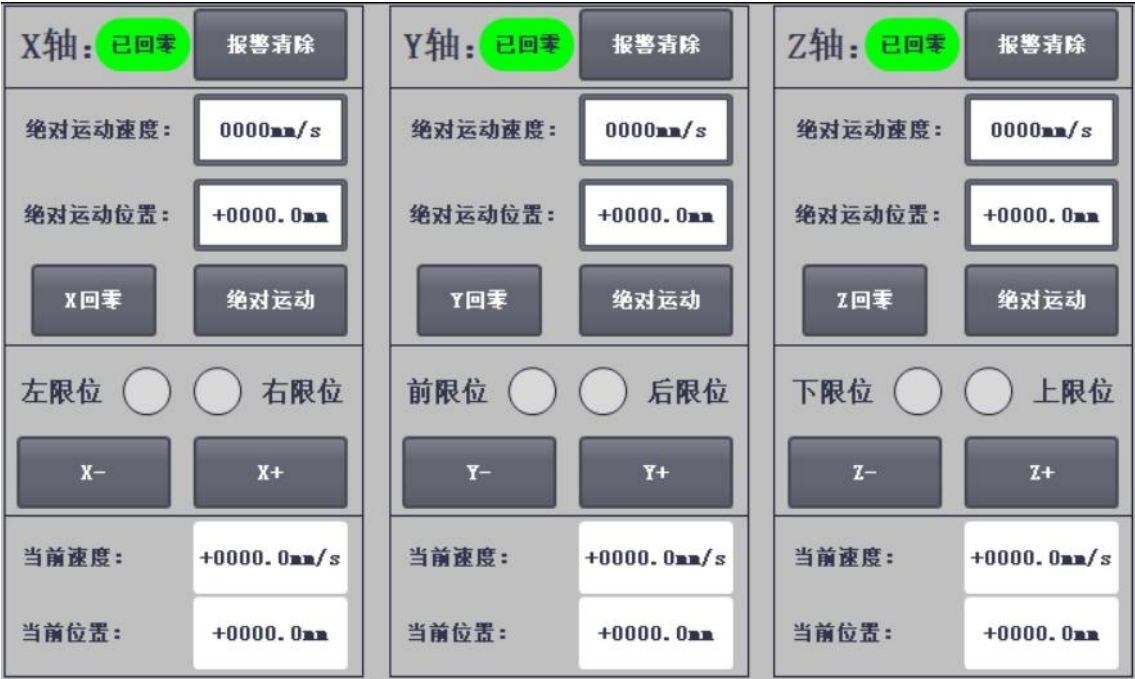 X轴: 已回零 报警清除
绝对运动速度: 0000mm/s
绝对运动位置: +0000.0mm
X回零 绝对运动
左限位 右限位
X- X+
当前速度: +0000.0mm/s
当前位置: +0000.0mm
Y轴: 已回零 报警清除
绝对运动速度: 0000mm/s
绝对运动位置: +0000.0mm
Y回零 绝对运动
前限位 后限位
Y- Y+
当前速度: +0000.0mm/s
当前位置: +0000.0mm
Z轴: 已回零 报警清除
绝对运动速度: 0000mm/s
绝对运动位置: +0000.0mm
Z回零 绝对运动
下限位 上限位
Z- Z+
当前速度: +0000.0mm/s
当前位置: +0000.0mm